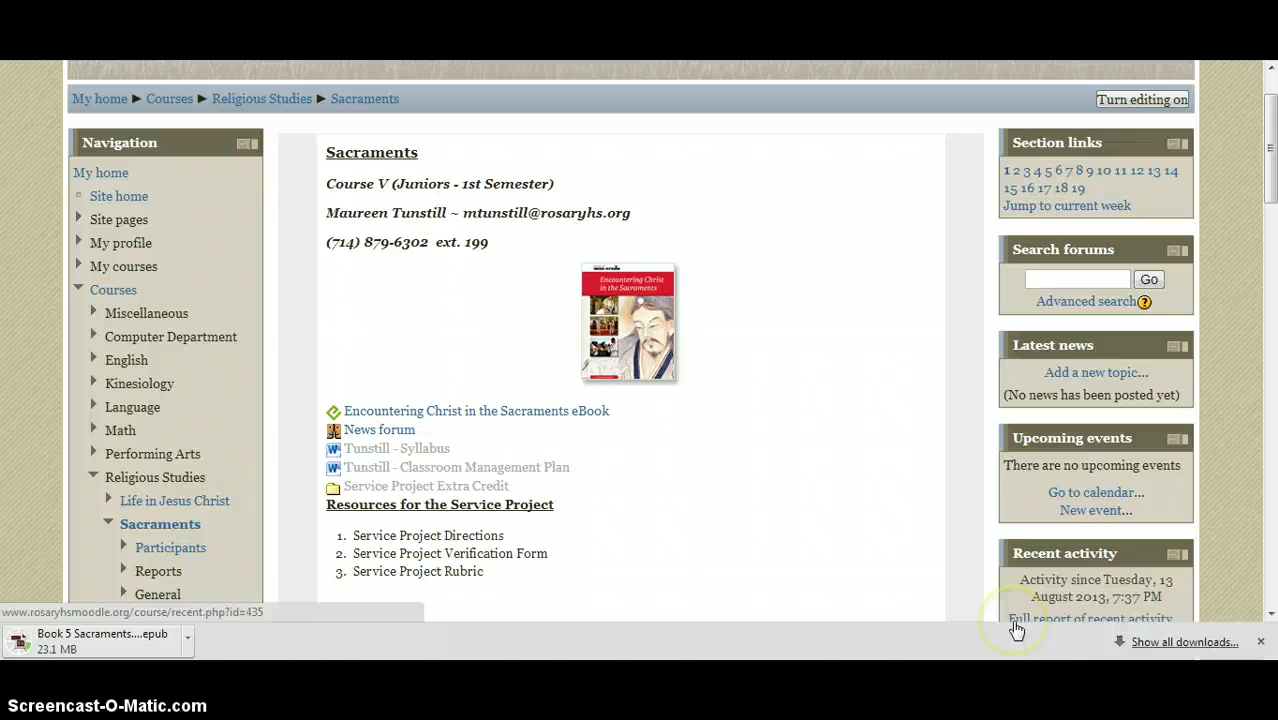 My home ► Courses ► Religious Studies ► Sacraments
Turn editing on
Navigation
My home
Site home
Site pages
My profile
My courses
Courses
Miscellaneous
Computer Department
English
Kinesiology
Language
Math
Performing Arts
Religious Studies
Life in Jesus Christ
Sacraments
Participants
Reports
General
Sacraments
Course V (Juniors - 1st Semester)
Maureen Tunstill ~ mtunstill@rosaryhs.org
(714) 879-6302 ext. 199
Encountering Christ
in the Sacraments
Encountering Christ in the Sacraments eBook
News forum
Tunstill - Syllabus
Tunstill - Classroom Management Plan
Service Project Extra Credit
Resources for the Service Project
1. Service Project Directions
2. Service Project Verification Form
3. Service Project Rubric
Section links
1 2 3 4 5 6 7 8 9 10 11 12 13 14
15 16 17 18 19
Jump to current week
Search forums
Go
Advanced search
Latest news
Add a new topic...
(No news has been posted yet)
Upcoming events
There are no upcoming events
Go to calendar...
New event...
Recent activity
Activity since Tuesday, 13
August 2013, 7:37 PM
Full report of recent activity
www.rosaryhsmoodle.org/course/recent.php?id=435
Book 5 Sacraments....epub
23.1 MB
Show all downloads...
Screencast-O-Matic.com